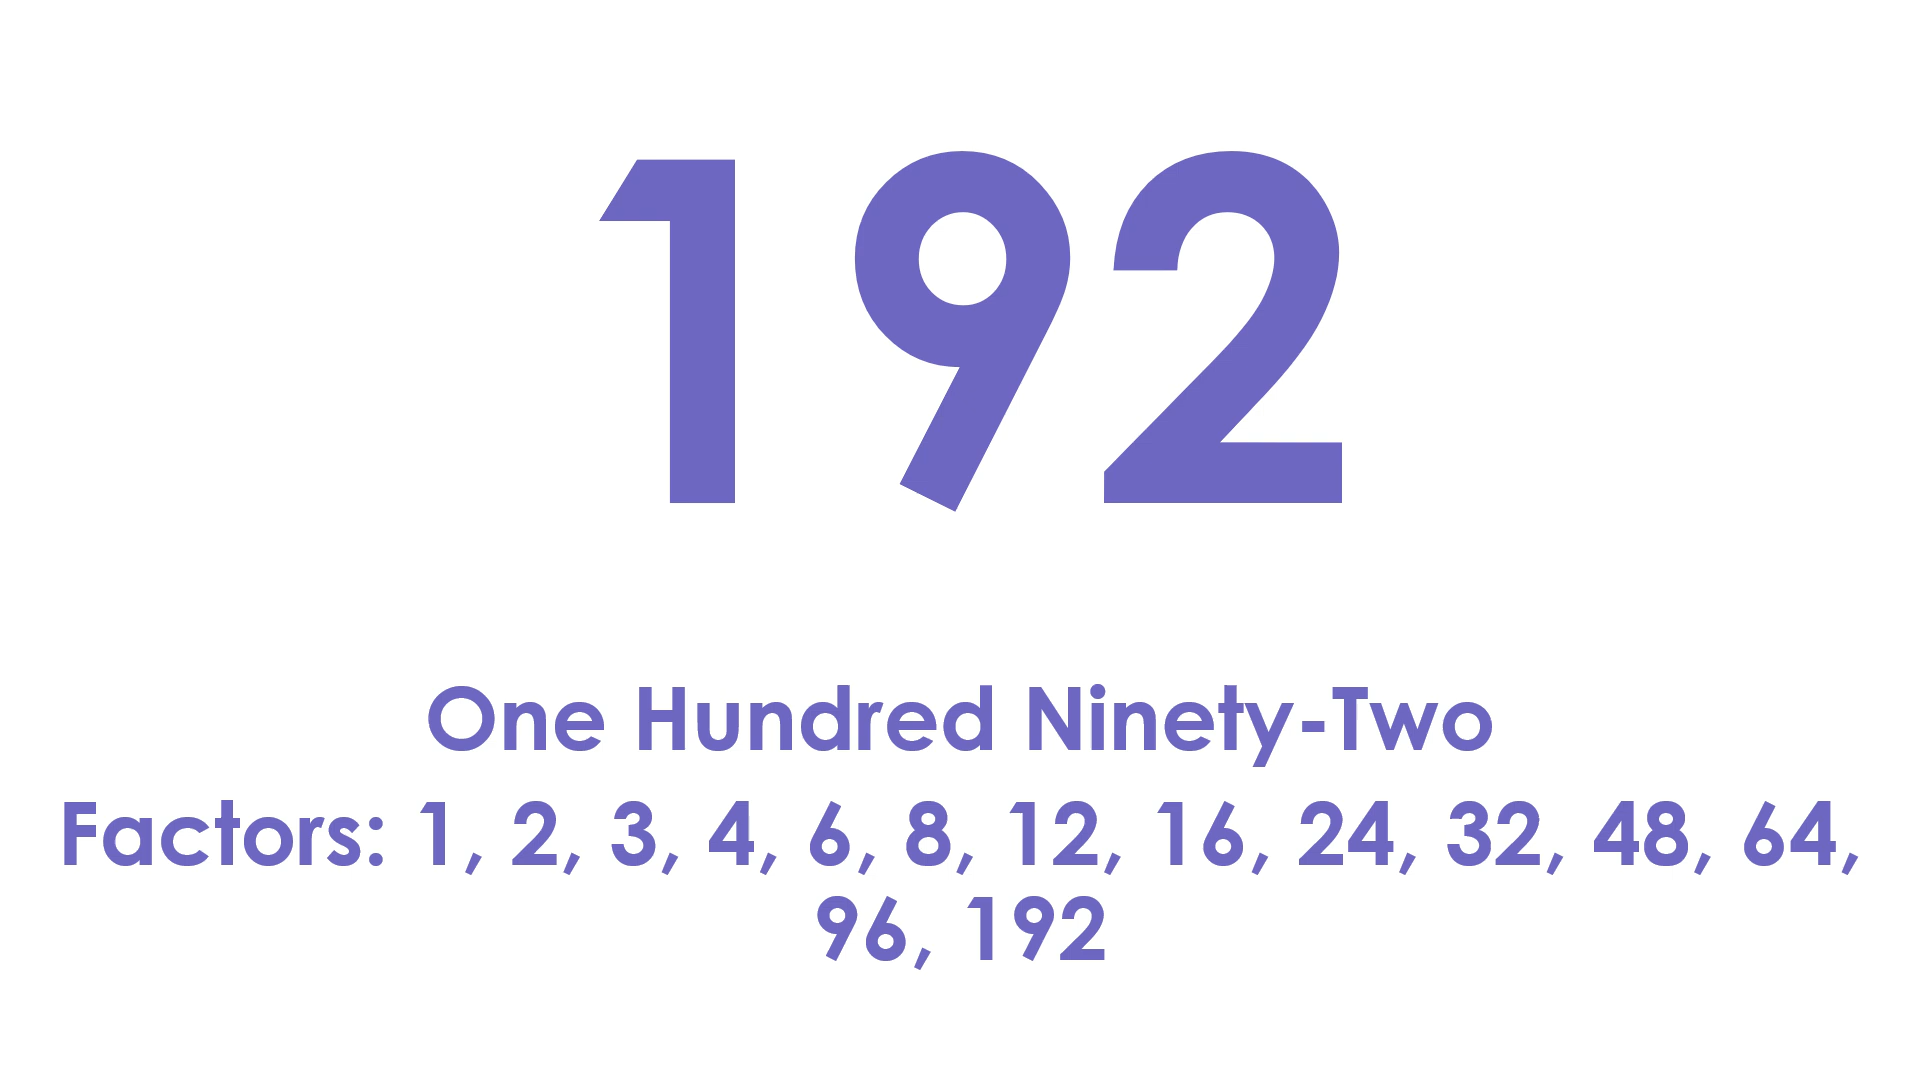 192
One Hundred Ninety-Two
Factors: 1, 2, 3, 4, 6, 8, 12, 16, 24, 32, 48, 64,
96, 192